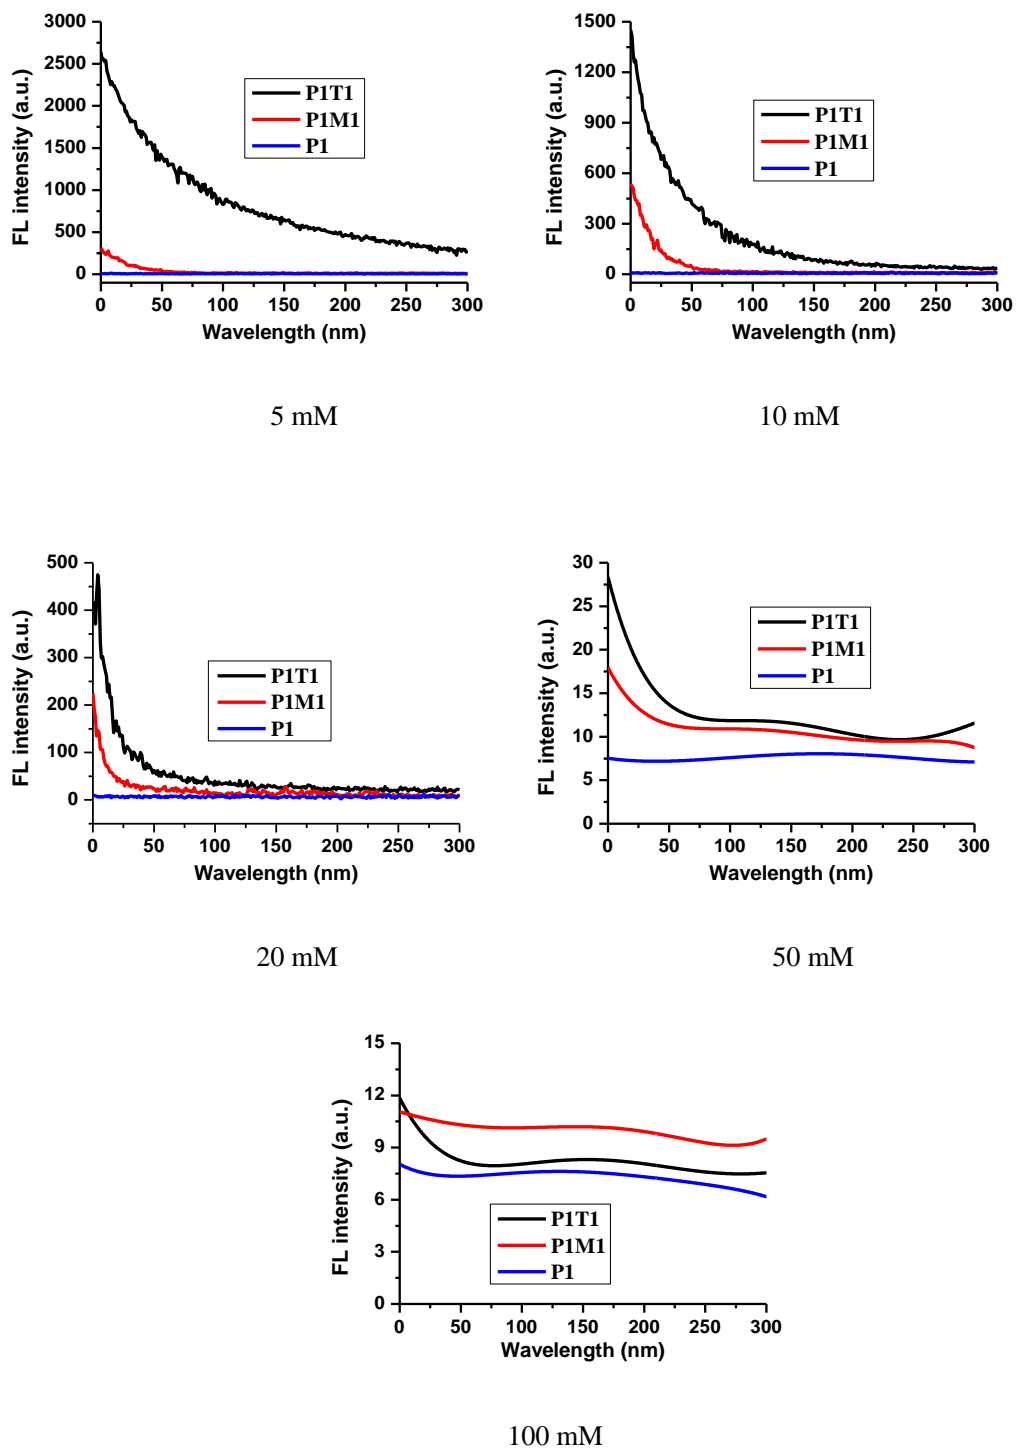 3000
2500
2000
1500
1000
500
0
FL intensity (a.u.)
P1T1
P1M1
P1
0 50 100 150 200 250 300
Wavelength (nm)
5 mM
1500
1200
900
600
300
0
FL intensity (a.u.)
P1T1
P1M1
P1
0 50 100 150 200 250 300
Wavelength (nm)
10 mM
500
400
300
200
100
0
FL intensity (a.u.)
P1T1
P1M1
P1
0 50 100 150 200 250 300
Wavelength (nm)
20 mM
30
25
20
15
10
5
0
FL intensity (a.u.)
P1T1
P1M1
P1
0 50 100 150 200 250 300
Wavelength (nm)
50 mM
15
12
9
6
3
0
FL intensity (a.u.)
P1T1
P1M1
P1
0 50 100 150 200 250 300
Wavelength (nm)
100 mM